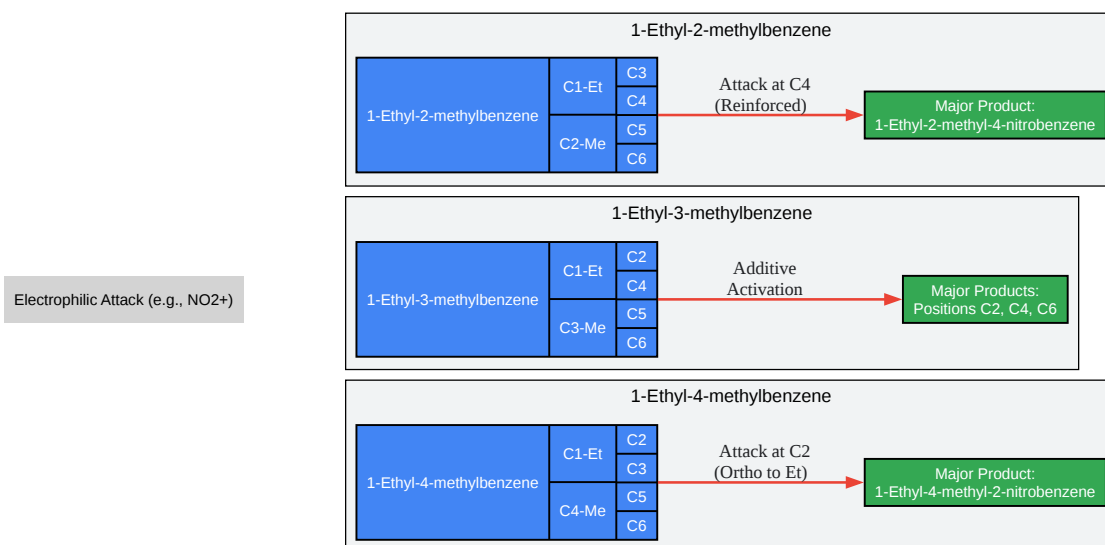 Electrophilic Attack (e.g., NO2+)
1-Ethyl-2-methylbenzene
1-Ethyl-2-methylbenzene
C1-Et
C2-Me
C3
C4
C5
C6
Attack at C4
(Reinforced)
Major Product:
1-Ethyl-2-methyl-4-nitrobenzene
1-Ethyl-3-methylbenzene
1-Ethyl-3-methylbenzene
C1-Et
C3-Me
C2
C4
C5
C6
Additive
Activation
Major Products:
Positions C2, C4, C6
1-Ethyl-4-methylbenzene
1-Ethyl-4-methylbenzene
C1-Et
C4-Me
C2
C3
C5
C6
Attack at C2
(Ortho to Et)
Major Product:
1-Ethyl-4-methyl-2-nitrobenzene